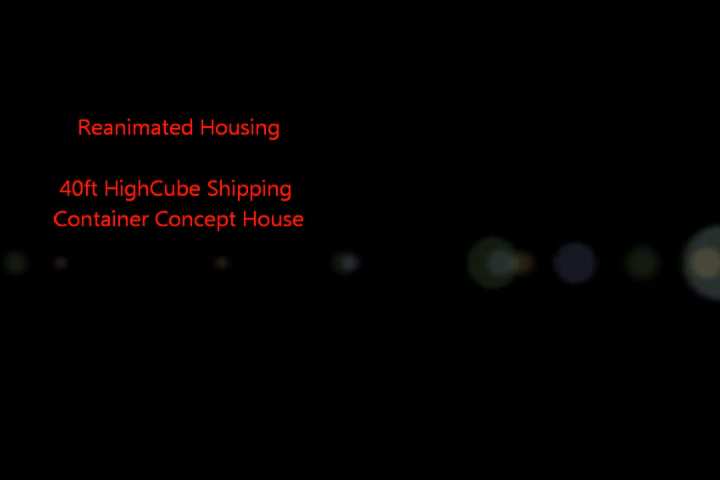 Reanimated Housing
40ft HighCube Shipping
Container Concept House